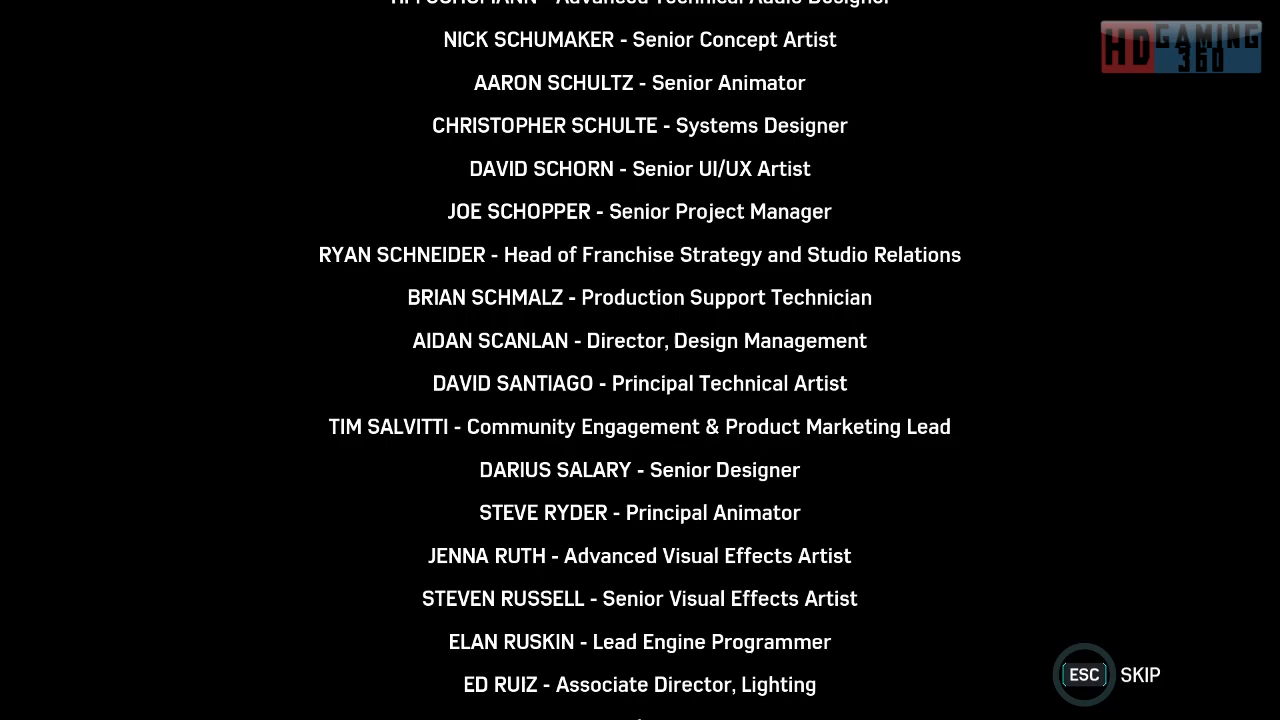 Advanced Technical Audio Designer
NICK SCHUMAKER - Senior Concept Artist
AARON SCHULTZ - Senior Animator
CHRISTOPHER SCHULTE - Systems Designer
DAVID SCHORN - Senior UI/UX Artist
JOE SCHOPPER - Senior Project Manager
RYAN SCHNEIDER - Head of Franchise Strategy and Studio Relations
BRIAN SCHMALZ - Production Support Technician
AIDAN SCANLAN - Director, Design Management
DAVID SANTIAGO - Principal Technical Artist
TIM SALVITTI - Community Engagement & Product Marketing Lead
DARIUS SALARY - Senior Designer
STEVE RYDER - Principal Animator
JENNA RUTH - Advanced Visual Effects Artist
STEVEN RUSSELL - Senior Visual Effects Artist
ELAN RUSKIN - Lead Engine Programmer
ED RUIZ - Associate Director, Lighting
HD GAMING
360
ESC SKIP